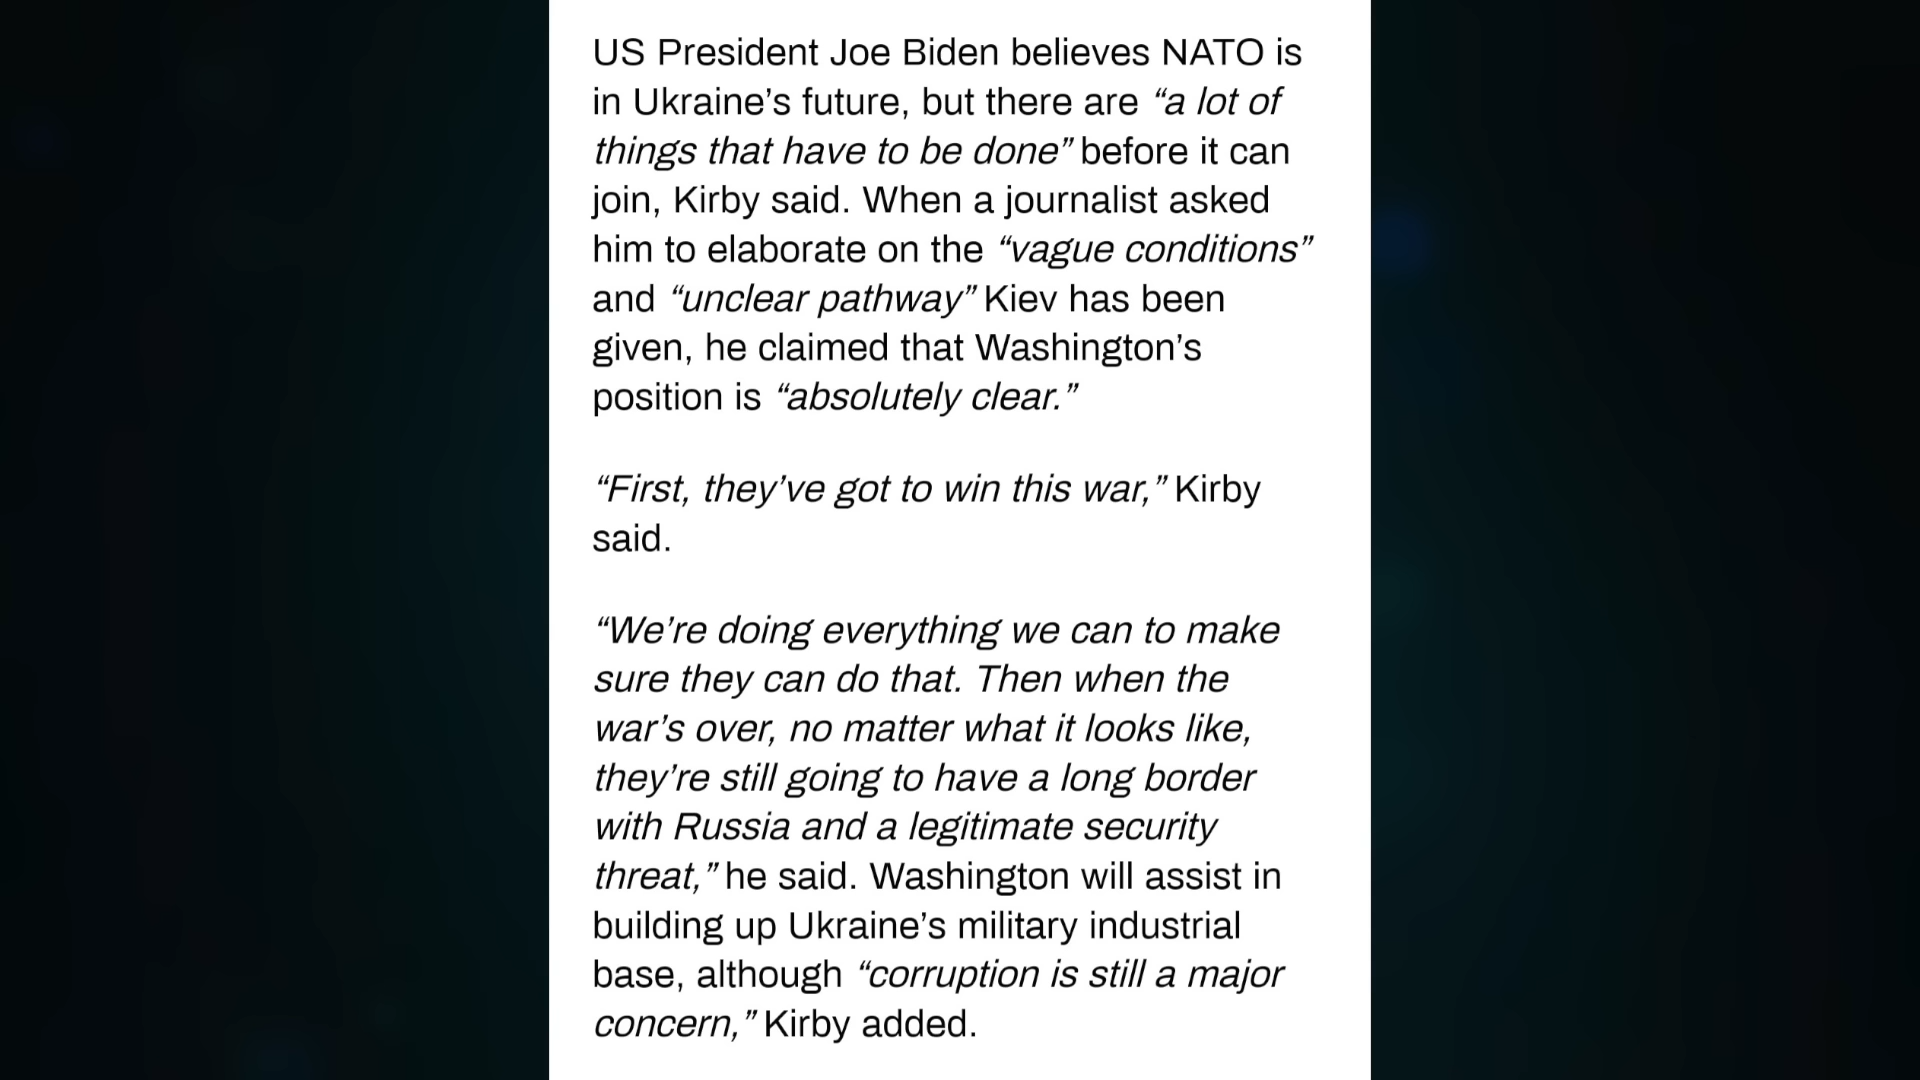 US President Joe Biden believes NATO is
in Ukraine’s future, but there are “a lot of
things that have to be done” before it can
join, Kirby said. When a journalist asked
him to elaborate on the “vague conditions”
and “unclear pathway” Kiev has been
given, he claimed that Washington’s
position is “absolutely clear.”
“First, they’ve got to win this war,” Kirby
said.
“We’re doing everything we can to make
sure they can do that. Then when the
war’s over, no matter what it looks like,
they’re still going to have a long border
with Russia and a legitimate security
threat,” he said. Washington will assist in
building up Ukraine’s military industrial
base, although “corruption is still a major
concern,” Kirby added.